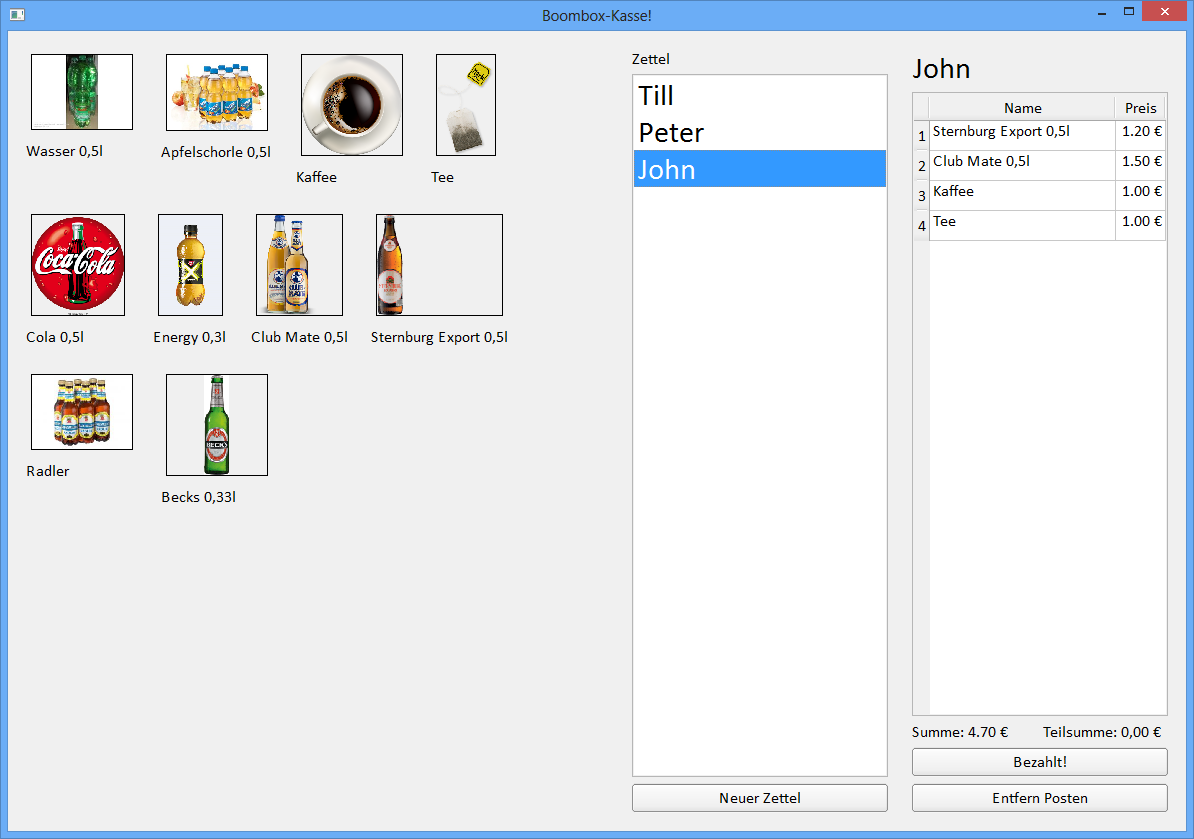 Boombox-Kasse!
Wasser 0,5l
Apfelschorle 0,5l
Kaffee
Tee
Coca-Cola
Cola 0,5l
Energy 0,3l
Club Mate 0,5l
Sternburg Export 0,5l
Radler
BECK'S
Becks 0,33l
Zettel
Till
Peter
John
Neuer Zettel
John
Name Preis
1 Sternburg Export 0,5l 1.20 €
2 Club Mate 0,5l 1.50 €
3 Kaffee 1.00 €
4 Tee 1.00 €
Summe: 4.70 € Teilsumme: 0,00 €
Bezahlt!
Entfern Posten